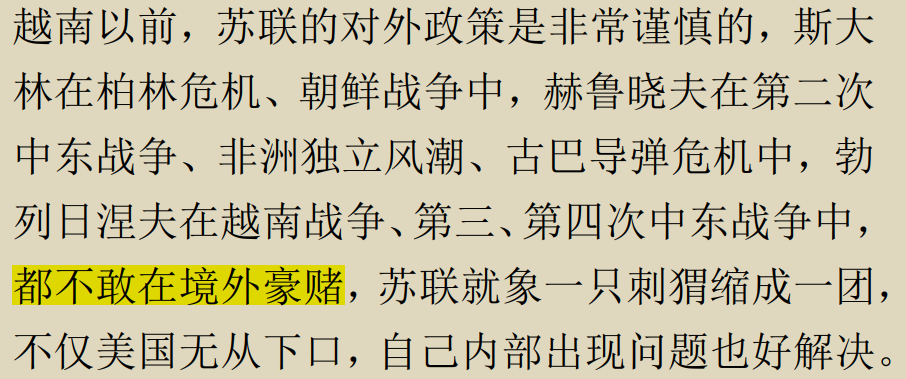 越南以前，苏联的对外政策是非常谨慎的，斯大
林在柏林危机、朝鲜战争中，赫鲁晓夫在第二次
中东战争、非洲独立风潮、古巴导弹危机中，勃
列日涅夫在越南战争、第三、第四次中东战争中，
都不敢在境外豪赌，苏联就象一只刺猬缩成一团，
不仅美国无从下口，自己内部出现问题也好解决。